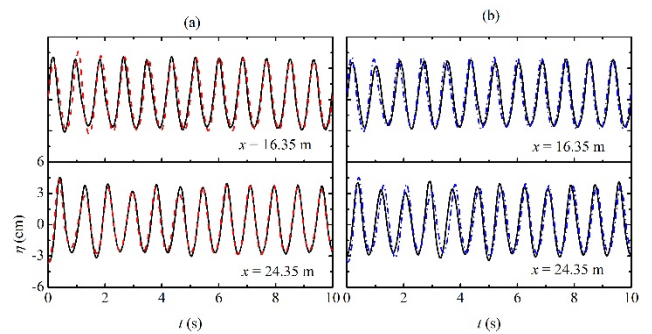 (a) (b)
x = 16.35 m x = 16.35 m
6
3
0
-3
-6
η (cm)
x = 24.35 m x = 24.35 m
0 2 4 6 8 10 0 2 4 6 8 10
t (s) t (s)